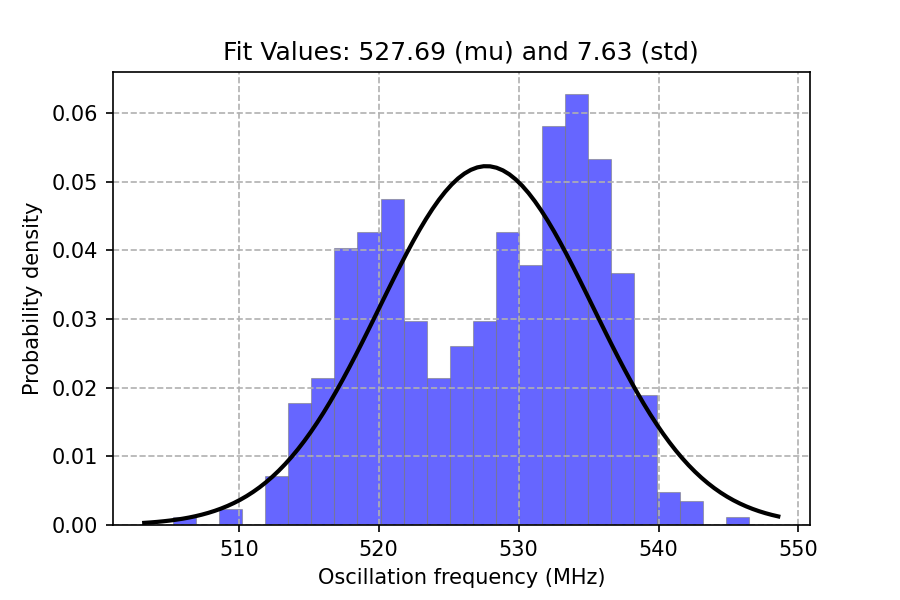 Fit Values: 527.69 (mu) and 7.63 (std)
Probability density
0.06
0.05
0.04
0.03
0.02
0.01
0.00
510 520 530 540 550
Oscillation frequency (MHz)